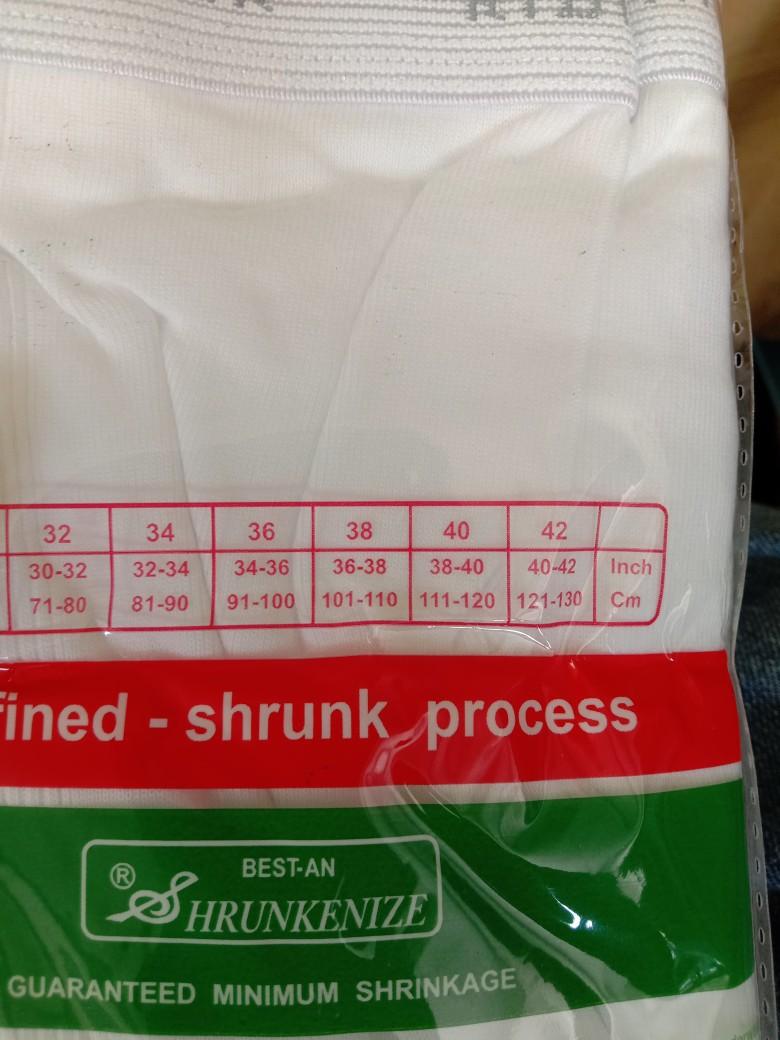 32 34 36 38 40 42
30-32 32-34 34-36 36-38 38-40 40-42 Inch
71-80 81-90 91-100 101-110 111-120 121-130 Cm
fined - shrunk process
BEST-AN
® SHRUNKENIZE
GUARANTEED MINIMUM SHRINKAGE